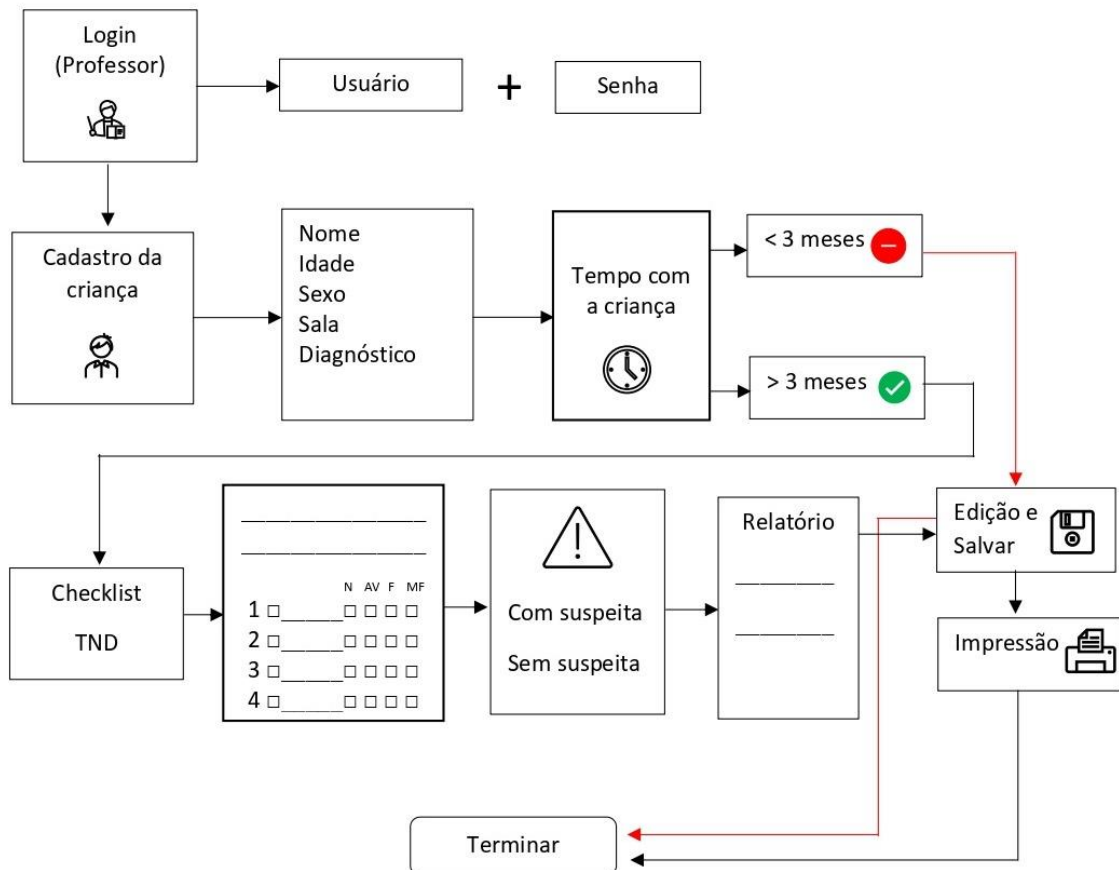 Login
(Professor)
Usuário
+
Senha
Cadastro da
criança
Nome
Idade
Sexo
Sala
Diagnóstico
Tempo com
a criança
< 3 meses
> 3 meses
Checklist
TND
N AV F MF
1
2
3
4
Com suspeita
Sem suspeita
Relatório
Edição e
Salvar
Impressão
Terminar